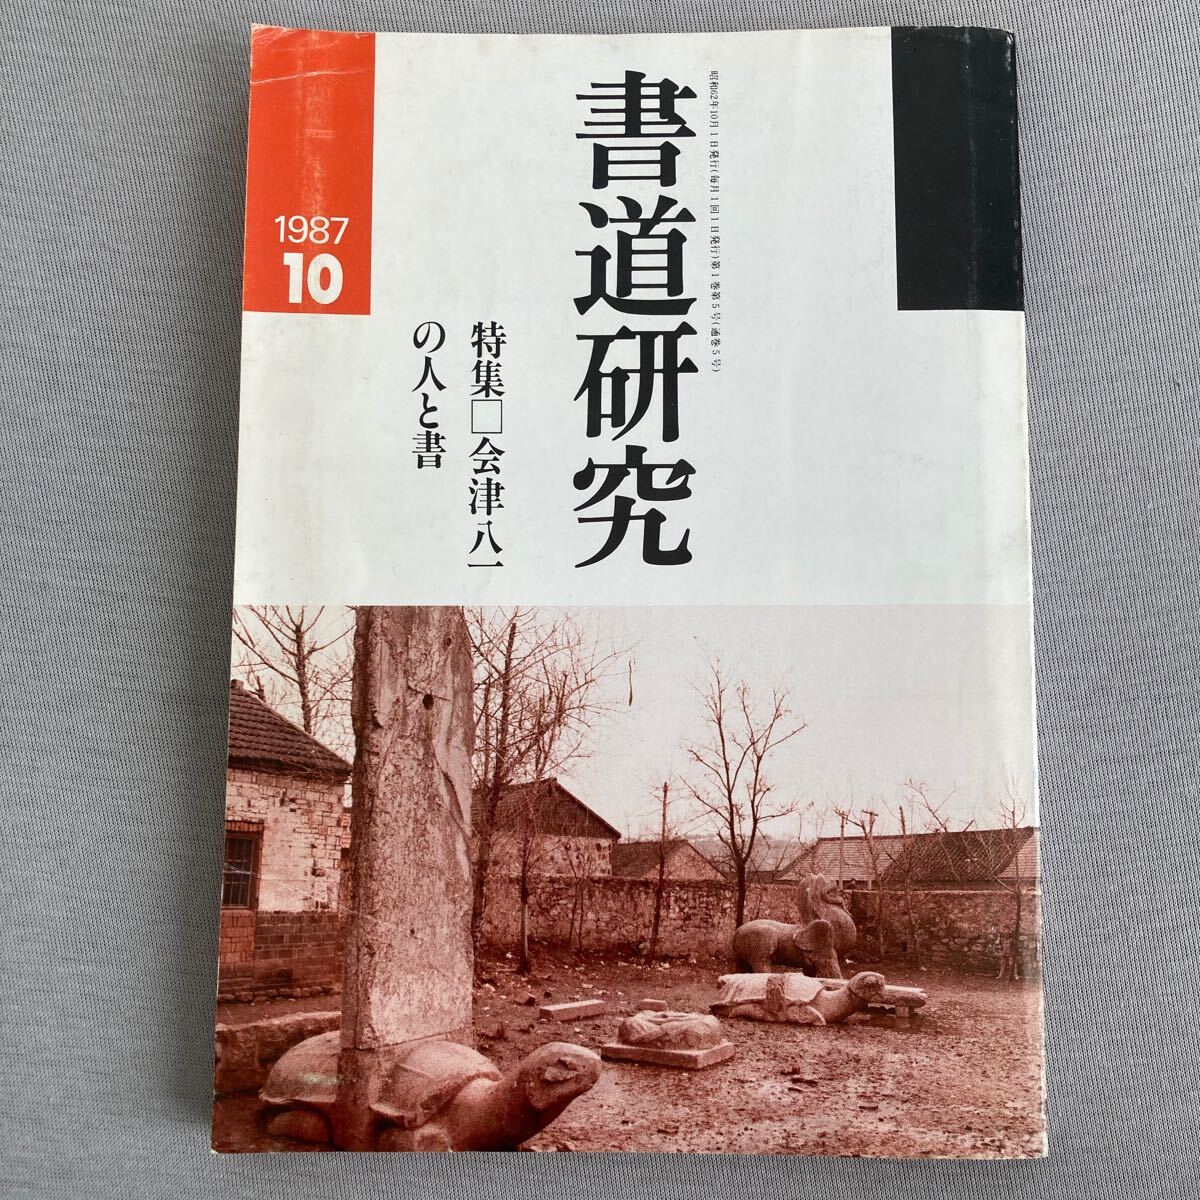 昭和62年10月1日発行(毎月1回1日発行)第1巻第5号(通巻5号)
書道研究
1987
10
特集□会津八一
の人と書